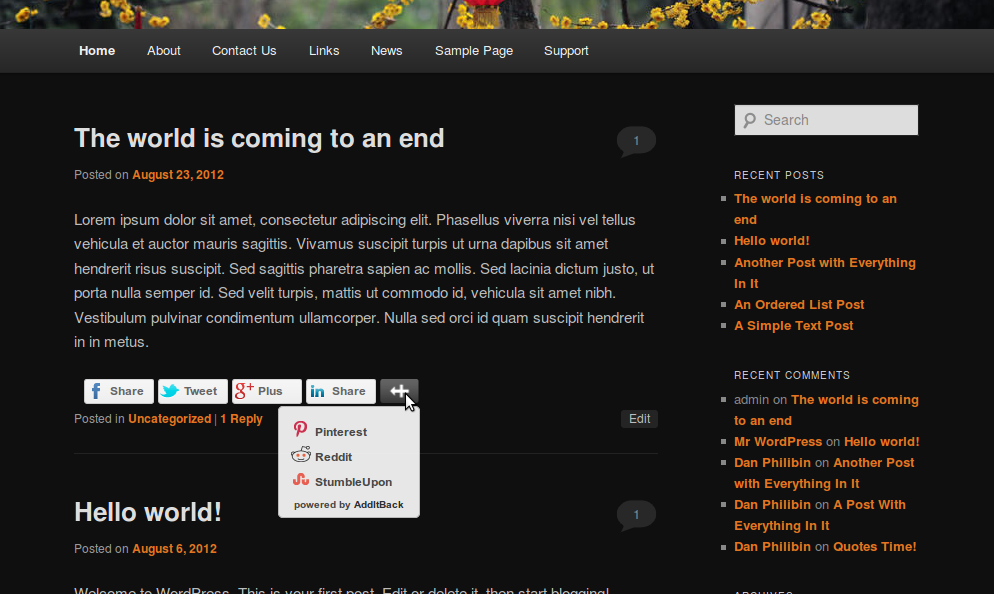 Home About Contact Us Links News Sample Page Support
The world is coming to an end
1
Posted on August 23, 2012
Lorem ipsum dolor sit amet, consectetur adipiscing elit. Phasellus viverra nisi vel tellus
vehicula et auctor mauris sagittis. Vivamus suscipit turpis ut urna dapibus sit amet
hendrerit risus suscipit. Sed sagittis pharetra sapien ac mollis. Sed lacinia dictum justo, ut
porta nulla semper id. Sed velit turpis, mattis ut commodo id, vehicula sit amet nibh.
Vestibulum pulvinar condimentum ullamcorper. Nulla sed orci id quam suscipit hendrerit
in in metus.
f Share Tweet g+ Plus in Share
Posted in Uncategorized | 1 Reply
Edit
Pinterest
Reddit
StumbleUpon
powered by AddItBack
Hello world!
1
Posted on August 6, 2012
Welcome to WordPress. This is your first post. Edit or delete it, then start blogging!
Search
RECENT POSTS
The world is coming to an
end
Hello world!
Another Post with Everything
In It
An Ordered List Post
A Simple Text Post
RECENT COMMENTS
admin on The world is coming
to an end
Mr WordPress on Hello world!
Dan Philibin on Another Post
with Everything In It
Dan Philibin on A Post With
Everything In It
Dan Philibin on Quotes Time!
ARCHIVES